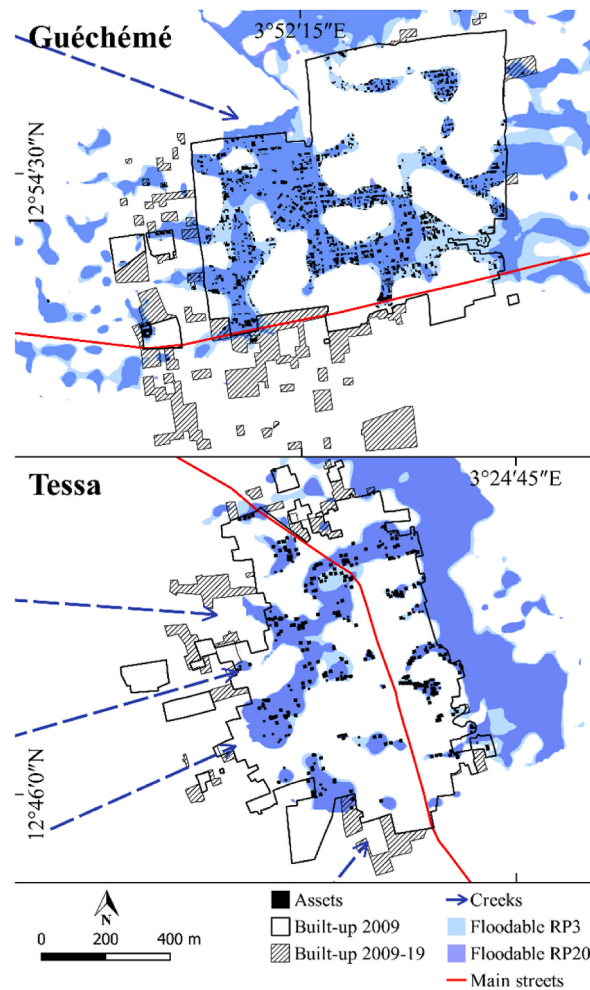 Guéchémé
3°52′15″E
12°54′30″N
Tessa
3°24′45″E
12°46′0″N
N
0 200 400 m
Assets
Built-up 2009
Built-up 2009-19
Creeks
Floodable RP3
Floodable RP20
Main streets